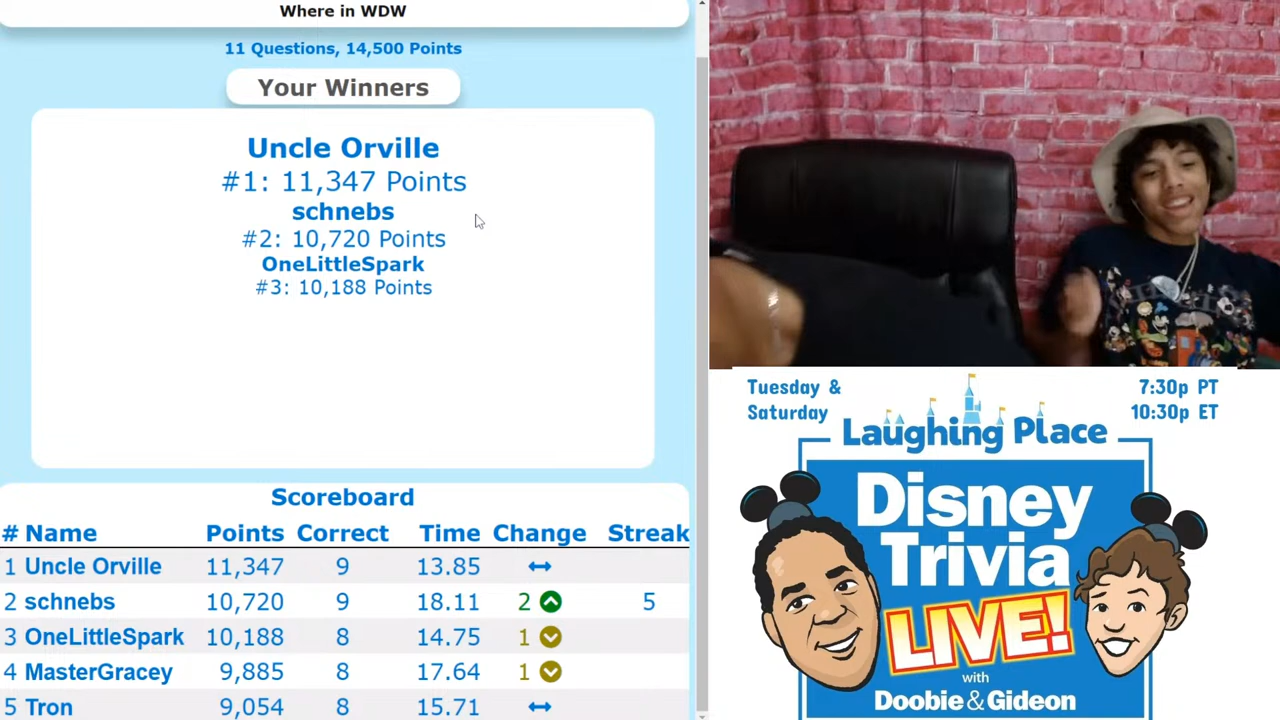 Where in WDW
11 Questions, 14,500 Points
Your Winners
Uncle Orville
#1: 11,347 Points
schnebs
#2: 10,720 Points
OneLittleSpark
#3: 10,188 Points
Scoreboard
# Name Points Correct Time Change Streak
1 Uncle Orville 11,347 9 13.85
2 schnebs 10,720 9 18.11 2 5
3 OneLittleSpark 10,188 8 14.75 1
4 MasterGracey 9,885 8 17.64 1
5 Tron 9,054 8 15.71
Tuesday & 7:30p PT
Saturday 10:30p ET
Laughing Place
Disney
Trivia
LIVE!
with
Doobie & Gideon